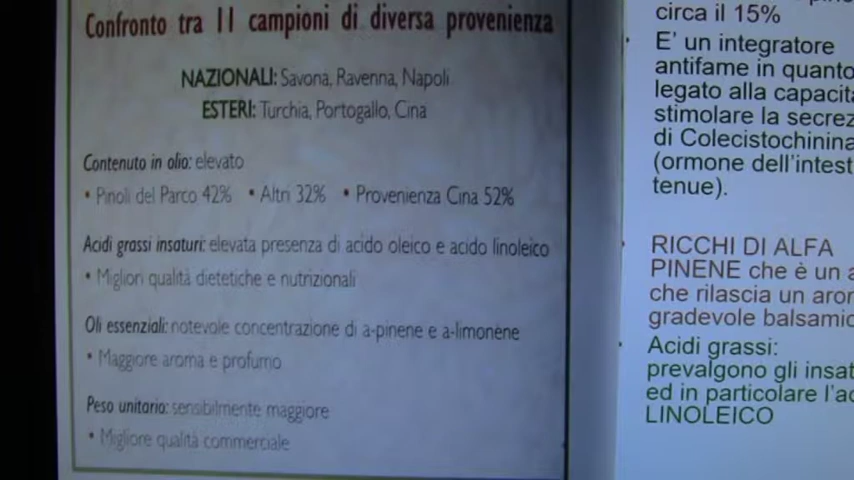 Confronto tra 11 campioni di diversa provenienza
NAZIONALI: Savona, Ravenna, Napoli
ESTERI: Turchia, Portogallo, Cina
Contenuto in olio: elevato
• Pinoli del Parco 42% • Altri 32% • Provenienza Cina 52%
Acidi grassi insaturi: elevata presenza di acido oleico e acido linoleico
• Migliori qualità dietetiche e nutrizionali
Oli essenziali: notevole concentrazione di a-pinene e a-limonene
• Maggiore aroma e profumo
Peso unitario: sensibilmente maggiore
• Migliore qualità commerciale
circa il 15%
E' un integratore
antifame in quanto
legato alla capacità
stimolare la secrez
di Colecistochinina
(ormone dell'intest
tenue).
RICCHI DI ALFA
PINENE che è un a
che rilascia un aror
gradevole balsamic
Acidi grassi:
prevalgono gli insat
ed in particolare l'ac
LINOLEICO